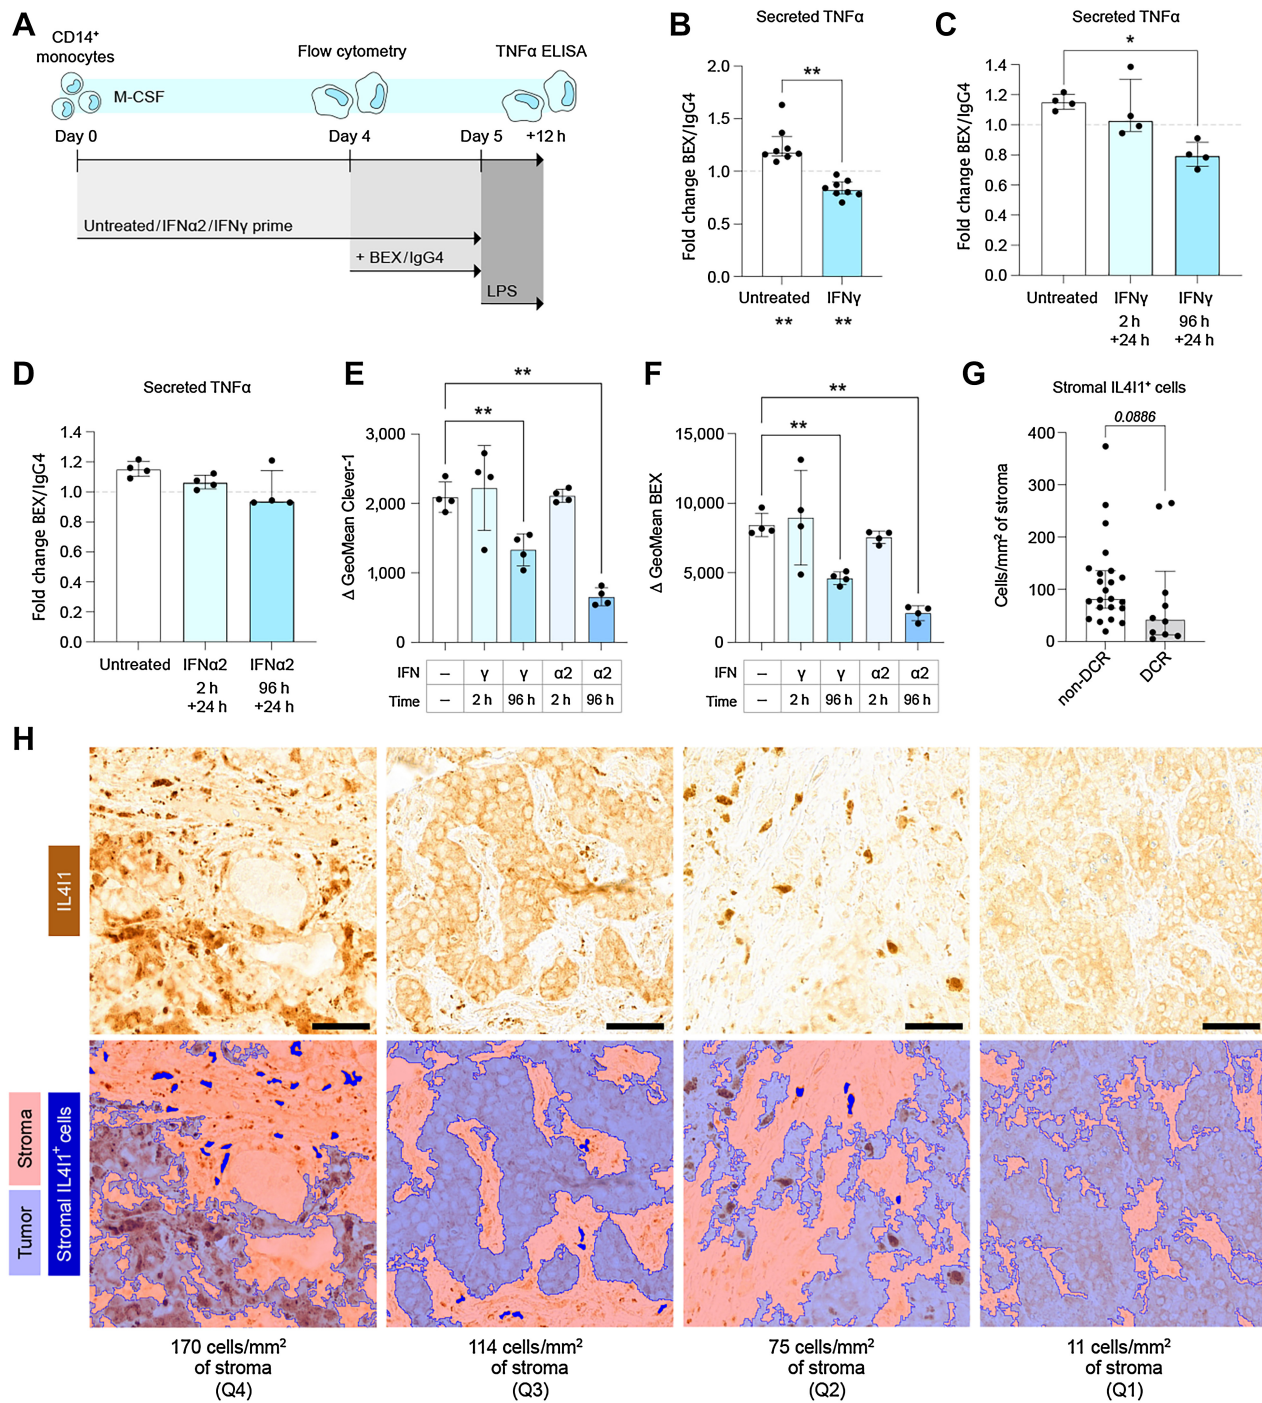 A
CD14⁺
monocytes
Flow cytometry
TNFα ELISA
M-CSF
Day 0
Day 4
Day 5
+12 h
Untreated/IFNα2/IFNγ prime
+ BEX/IgG4
LPS
B
Secreted TNFα
Fold change BEX/IgG4
2.0
1.5
1.0
0.5
0.0
**
Untreated
IFNγ
**
**
C
Secreted TNFα
Fold change BEX/IgG4
1.4
1.2
1.0
0.8
0.6
0.4
0.2
0.0
*
Untreated
IFNγ
2 h
+24 h
IFNγ
96 h
+24 h
D
Secreted TNFα
Fold change BEX/IgG4
1.4
1.2
1.0
0.8
0.6
0.4
0.2
0.0
Untreated
IFNα2
2 h
+24 h
IFNα2
96 h
+24 h
E
Δ GeoMean Clever-1
3,000
2,000
1,000
0
**
**
IFN – γ γ α2 α2
Time – 2 h 96 h 2 h 96 h
F
Δ GeoMean BEX
15,000
10,000
5,000
0
**
**
IFN – γ γ α2 α2
Time – 2 h 96 h 2 h 96 h
G
Stromal IL4I1⁺ cells
Cells/mm² of stroma
400
300
200
100
0
0.0886
non-DCR
DCR
H
IL4I1
Stroma
Tumor
Stromal IL4I1⁺ cells
170 cells/mm²
of stroma
(Q4)
114 cells/mm²
of stroma
(Q3)
75 cells/mm²
of stroma
(Q2)
11 cells/mm²
of stroma
(Q1)